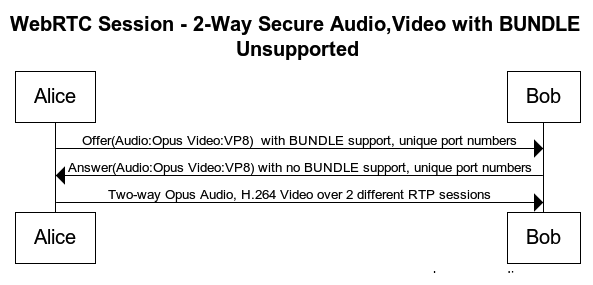 WebRTC Session - 2-Way Secure Audio,Video with BUNDLE
Unsupported
Alice
Bob
Offer(Audio:Opus Video:VP8) with BUNDLE support, unique port numbers
Answer(Audio:Opus Video:VP8) with no BUNDLE support, unique port numbers
Two-way Opus Audio, H.264 Video over 2 different RTP sessions
Alice
Bob